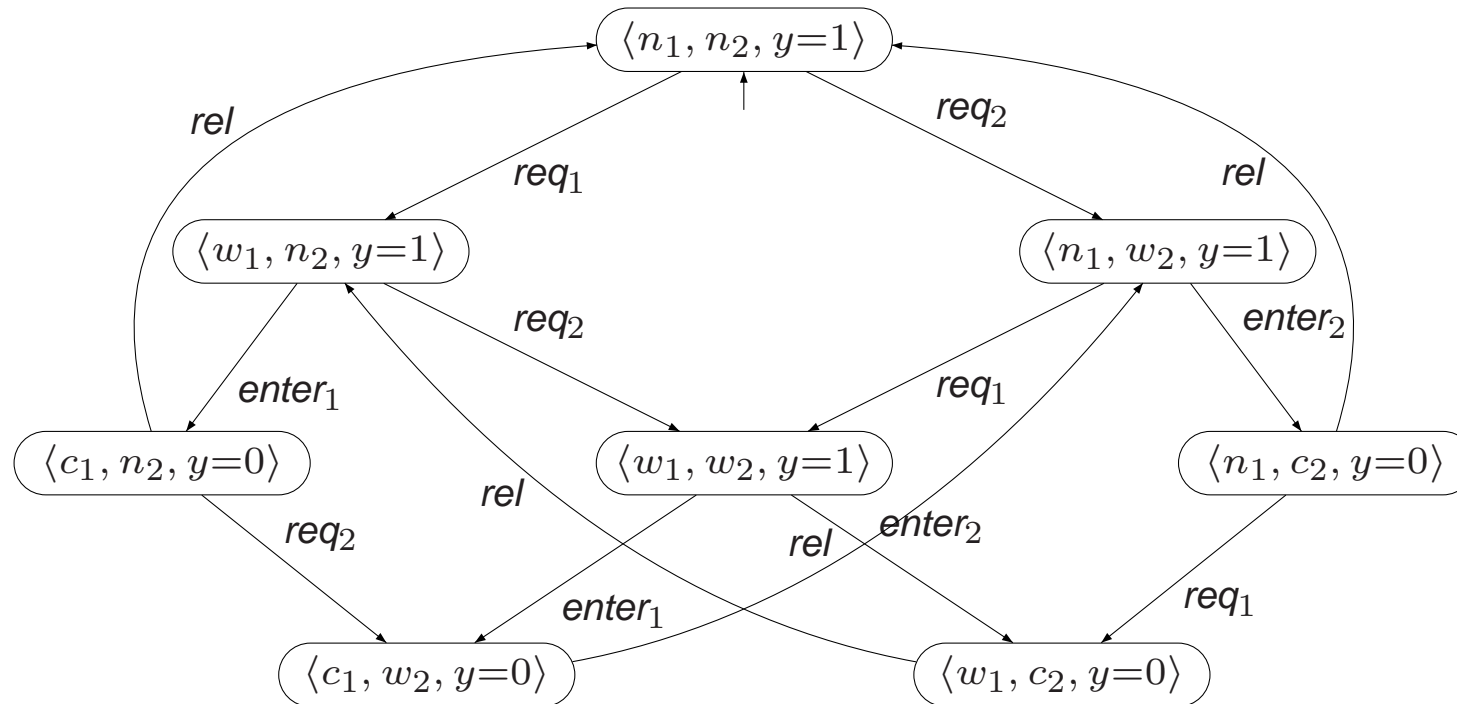 ⟨n₁, n₂, y=1⟩
rel
req₂
req₁
rel
⟨w₁, n₂, y=1⟩
⟨n₁, w₂, y=1⟩
req₂
enter₂
enter₁
req₁
⟨c₁, n₂, y=0⟩
⟨w₁, w₂, y=1⟩
⟨n₁, c₂, y=0⟩
rel
req₂
rel
enter₂
enter₁
req₁
⟨c₁, w₂, y=0⟩
⟨w₁, c₂, y=0⟩